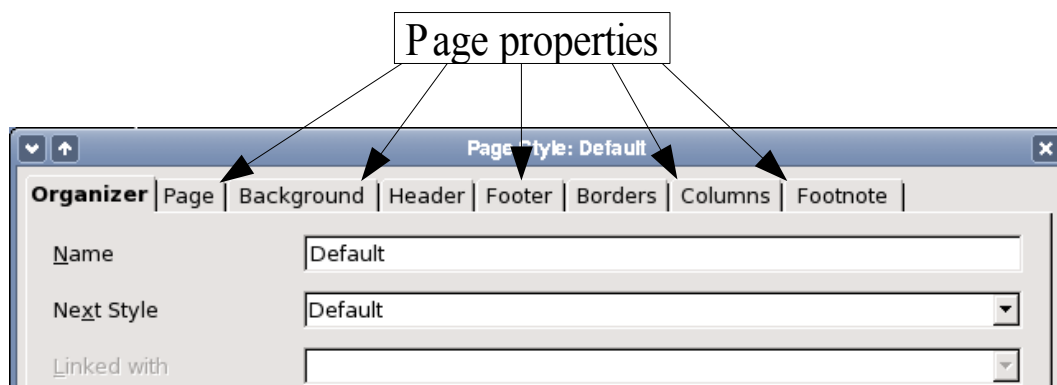 Page properties
Page Style: Default
Organizer Page Background Header Footer Borders Columns Footnote
Name Default
Next Style Default
Linked with